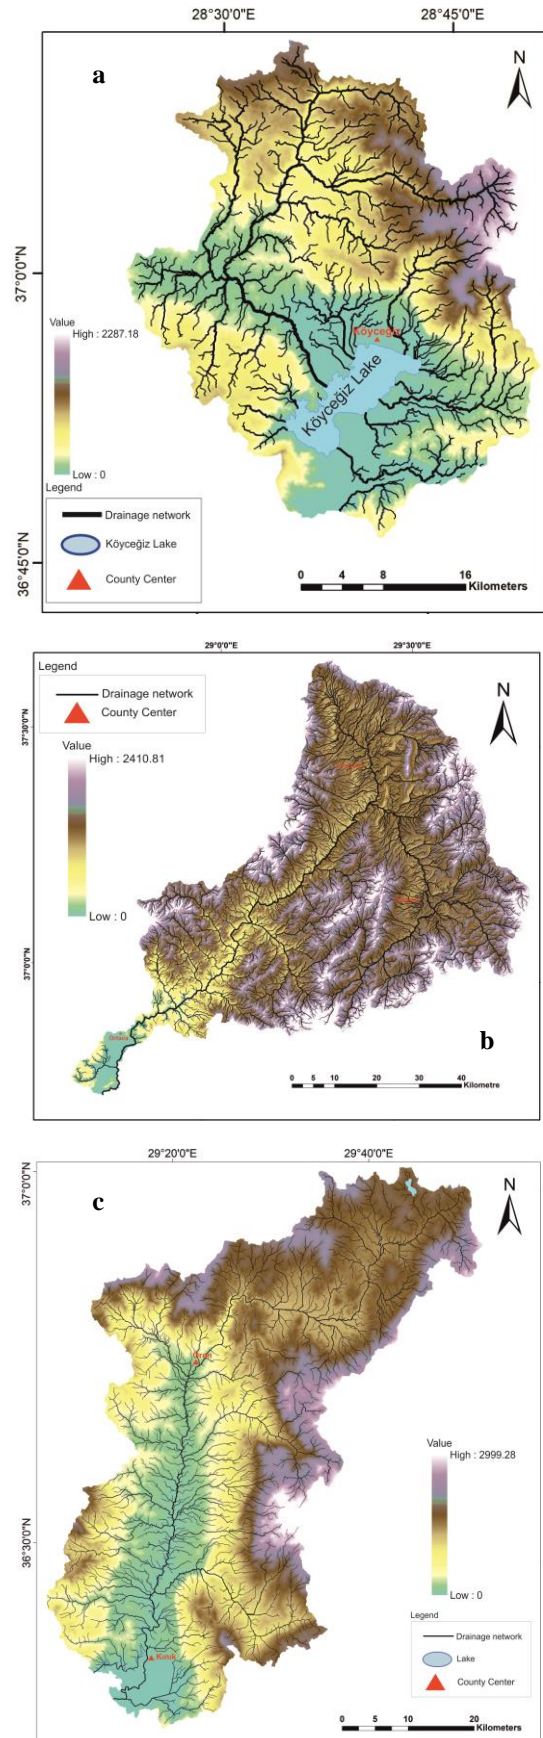 28°30'0"E
28°45'0"E
a
N
37°0'0"N
Value
High : 2287.18
Low : 0
Köyceğiz
Köyceğiz Lake
Legend
Drainage network
Köyceğiz Lake
County Center
36°45'0"N
0 4 8 16
Kilometers
29°0'0"E
29°30'0"E
Legend
Drainage network
County Center
N
37°30'0"N
Value
High : 2410.81
Low : 0
37°0'0"N
Ortaca
b
0 5 10 20 30 40
Kilometre
29°20'0"E
29°40'0"E
37°0'0"N
c
N
Ören
Value
High : 2999.28
Low : 0
36°30'0"N
Legend
Drainage network
Lake
County Center
Kınık
0 5 10 20
Kilometers